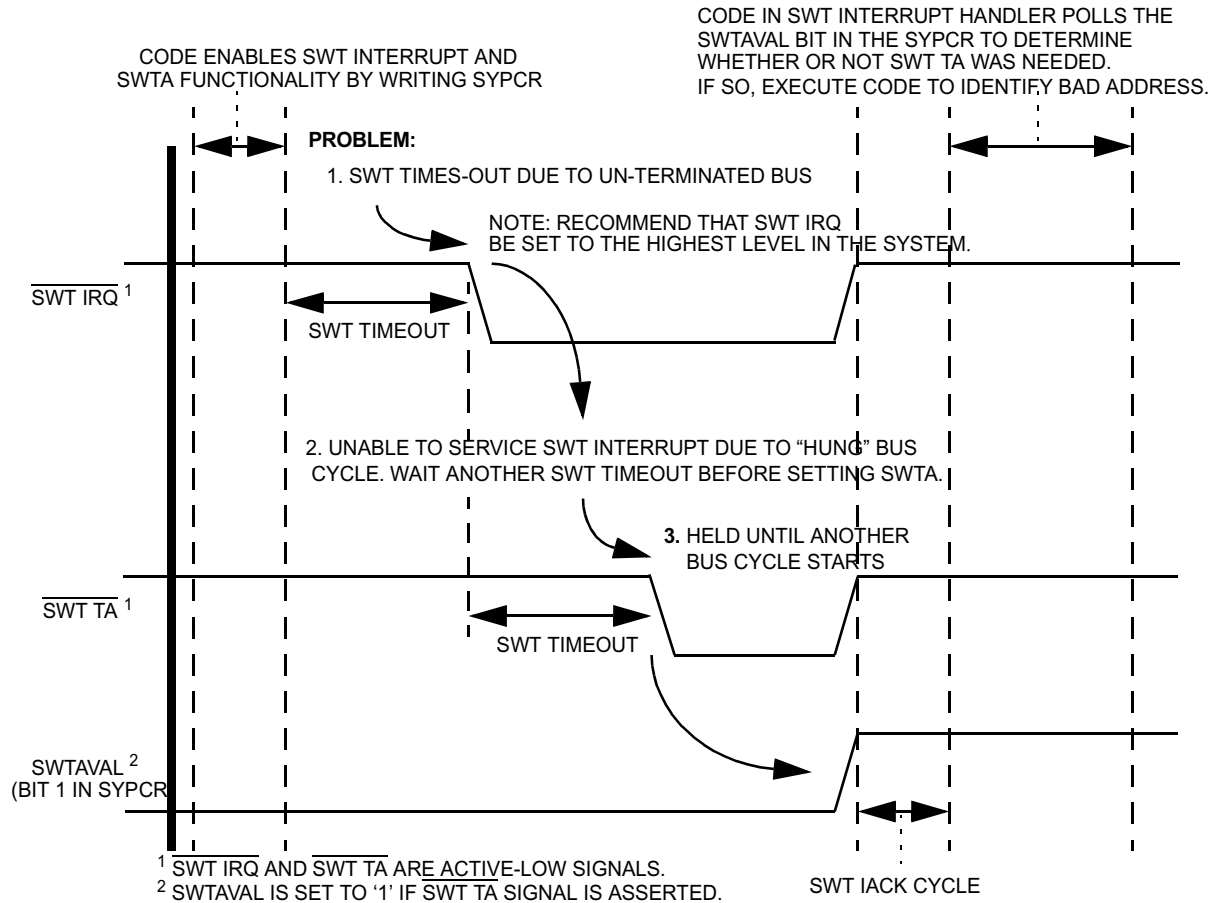 CODE IN SWT INTERRUPT HANDLER POLLS THE
SWTAVAL BIT IN THE SYPCR TO DETERMINE
WHETHER OR NOT SWT TA WAS NEEDED.
IF SO, EXECUTE CODE TO IDENTIFY BAD ADDRESS.
CODE ENABLES SWT INTERRUPT AND
SWTA FUNCTIONALITY BY WRITING SYPCR
PROBLEM:
1. SWT TIMES-OUT DUE TO UN-TERMINATED BUS
NOTE: RECOMMEND THAT SWT IRQ
BE SET TO THE HIGHEST LEVEL IN THE SYSTEM.
SWT IRQ 1
SWT TIMEOUT
2. UNABLE TO SERVICE SWT INTERRUPT DUE TO “HUNG” BUS
CYCLE. WAIT ANOTHER SWT TIMEOUT BEFORE SETTING SWTA.
3. HELD UNTIL ANOTHER
BUS CYCLE STARTS
SWT TA 1
SWT TIMEOUT
SWTAVAL 2
(BIT 1 IN SYPCR
1 SWT IRQ AND SWT TA ARE ACTIVE-LOW SIGNALS.
2 SWTAVAL IS SET TO ‘1’ IF SWT TA SIGNAL IS ASSERTED.
SWT IACK CYCLE